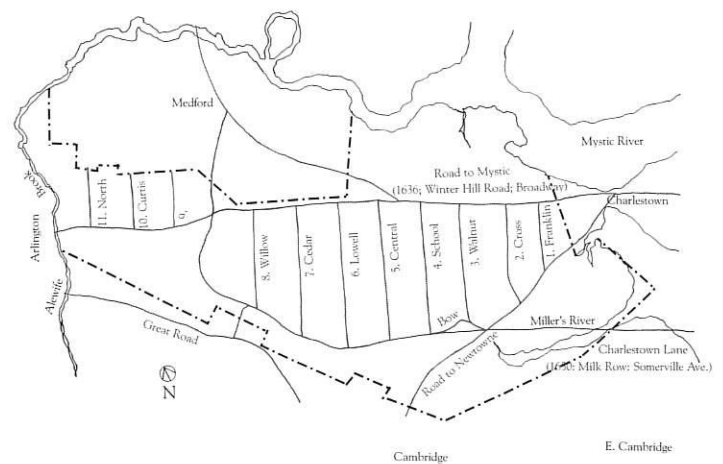 Medford
Mystic River
Road to Mystic
(1636; Winter Hill Road; Broadway)
Charlestown
Arlington
Brook
Alewife
11. North
10. Curtis
9.
8. Willow
7. Cedar
6. Lowell
5. Central
4. School
3. Walnut
2. Cross
1. Franklin
Great Road
Bow
Miller's River
Road to Newtowne
Charlestown Lane
(1630: Milk Row: Somerville Ave.)
N
Cambridge
E. Cambridge